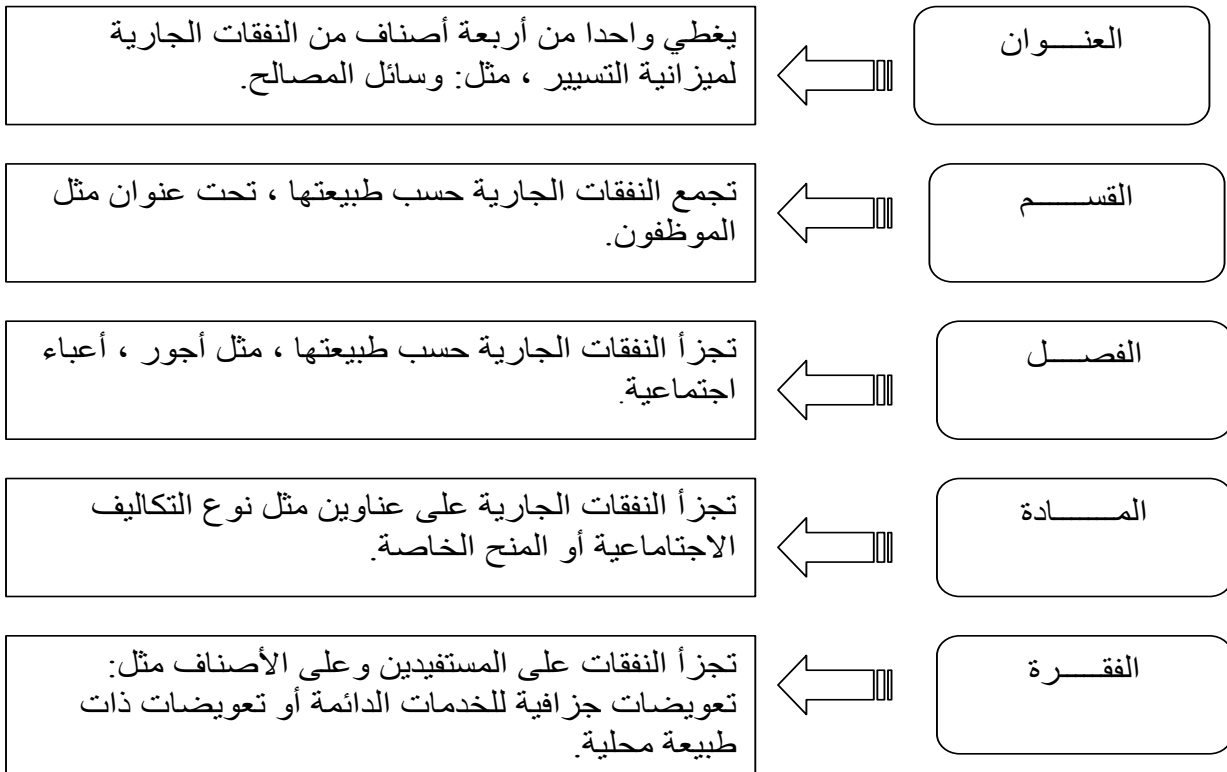 العنـــوان
يغطي واحدا من أربعة أصناف من النفقات الجارية
لميزانية التسيير ، مثل: وسائل المصالح.
القســـــم
تجمع النفقات الجارية حسب طبيعتها ، تحت عنوان مثل
الموظفون.
الفصـــــل
تجزأ النفقات الجارية حسب طبيعتها ، مثل أجور ، أعباء
اجتماعية.
المـــــــادة
تجزأ النفقات الجارية على عناوين مثل نوع التكاليف
الاجتاماعية أو المنح الخاصة.
الفقـــــرة
تجزأ النفقات على المستفيدين وعلى الأصناف مثل:
تعويضات جزافية للخدمات الدائمة أو تعويضات ذات
طبيعة محلية.